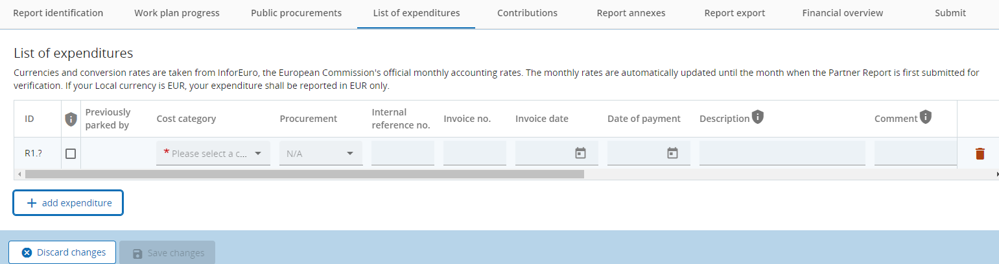 Report identification Work plan progress Public procurements List of expenditures Contributions Report annexes Report export Financial overview Submit
List of expenditures
Currencies and conversion rates are taken from InforEuro, the European Commission's official monthly accounting rates. The monthly rates are automatically updated until the month when the Partner Report is first submitted for
verification. If your Local currency is EUR, your expenditure shall be reported in EUR only.
ID Previously parked by Cost category Procurement Internal reference no. Invoice no. Invoice date Date of payment Description Comment
R1.? * Please select a c... N/A
+ add expenditure
Discard changes Save changes